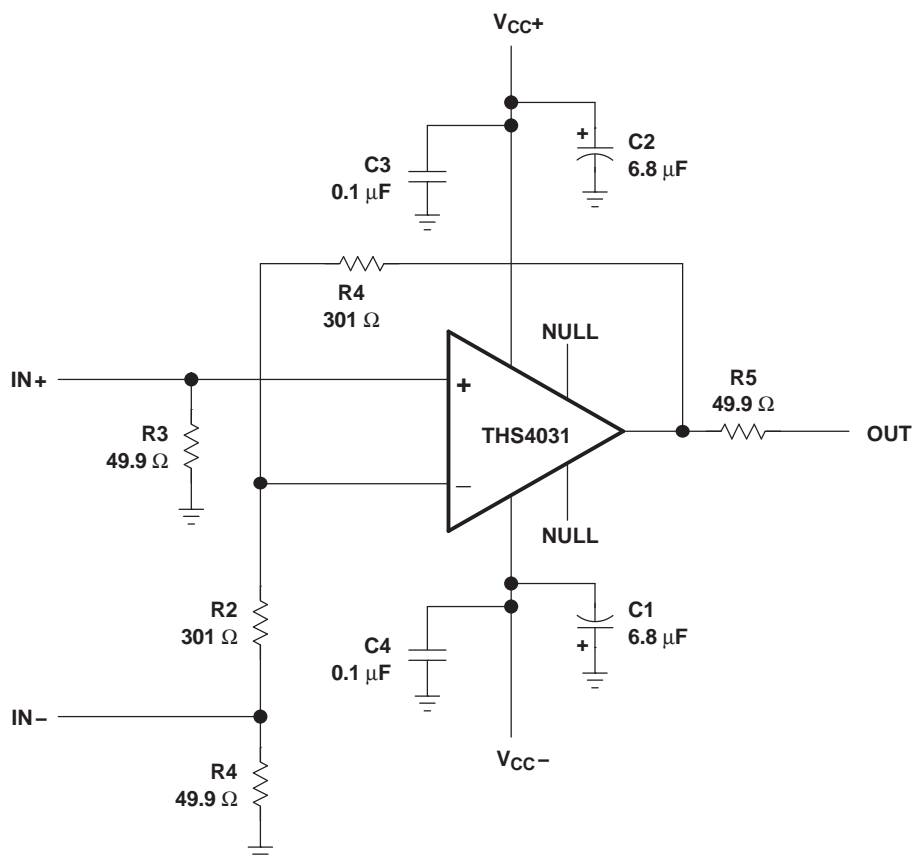 VCC+
C3
0.1 µF
+
C2
6.8 µF
R4
301 Ω
NULL
IN+
+
R3
49.9 Ω
THS4031
R5
49.9 Ω
OUT
−
NULL
R2
301 Ω
C4
0.1 µF
C1
6.8 µF
+
IN−
VCC−
R4
49.9 Ω